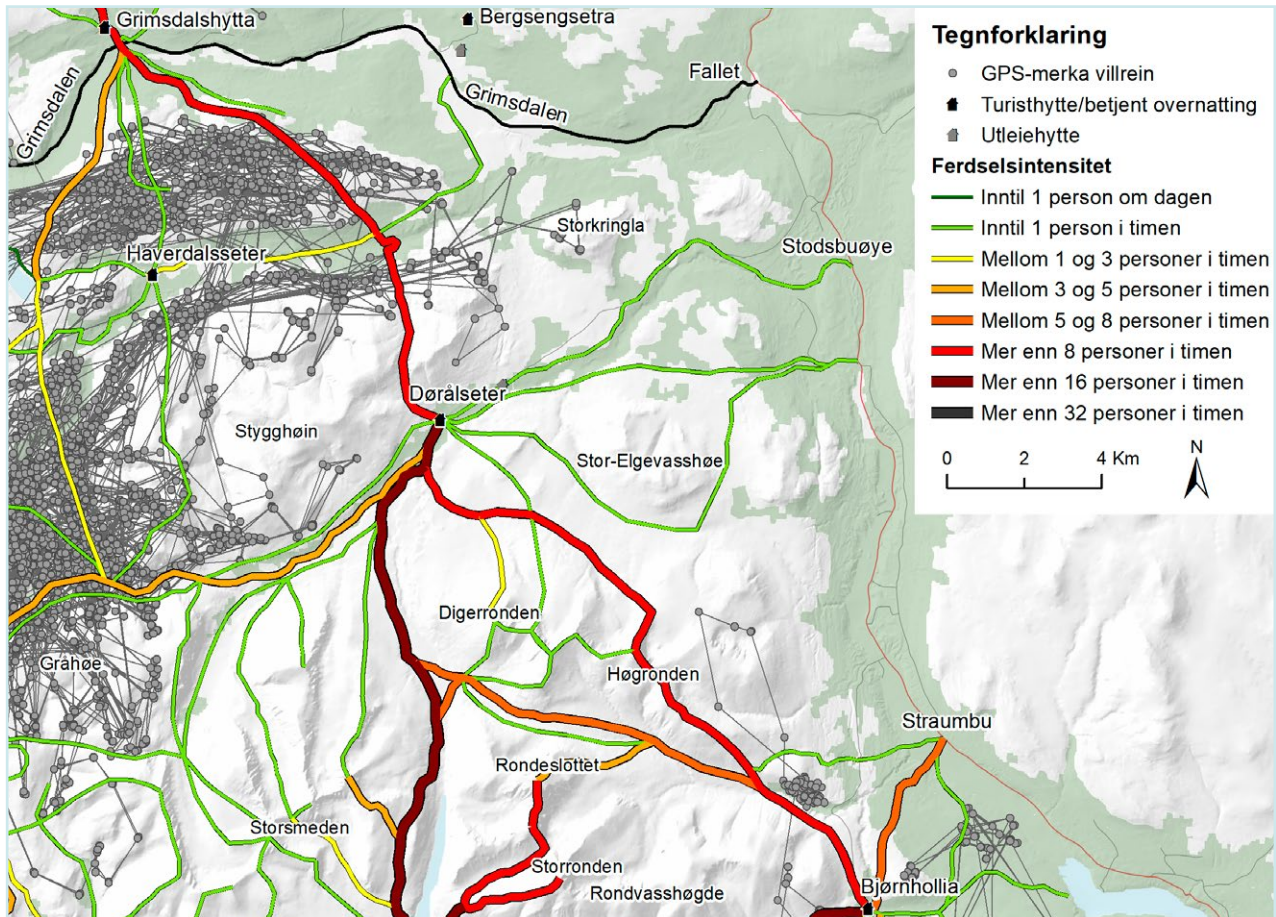 Grimsdalshytta
Bergsengsetra
Fallet
Grimsdalen
Grimsdalen
Storkringla
Haverdalsseter
Stodsbuøye
Dørålseter
Stygghøin
Stor-Elgevasshøe
Digerronden
Gråhøe
Høgronden
Straumbu
Rondeslottet
Storsmeden
Storronden
Rondvasshøgde
Bjørnhollia
Tegnforklaring
GPS-merka villrein
Turisthytte/betjent overnatting
Utleiehytte
Ferdselsintensitet
Inntil 1 person om dagen
Inntil 1 person i timen
Mellom 1 og 3 personer i timen
Mellom 3 og 5 personer i timen
Mellom 5 og 8 personer i timen
Mer enn 8 personer i timen
Mer enn 16 personer i timen
Mer enn 32 personer i timen
0 2 4 Km
N